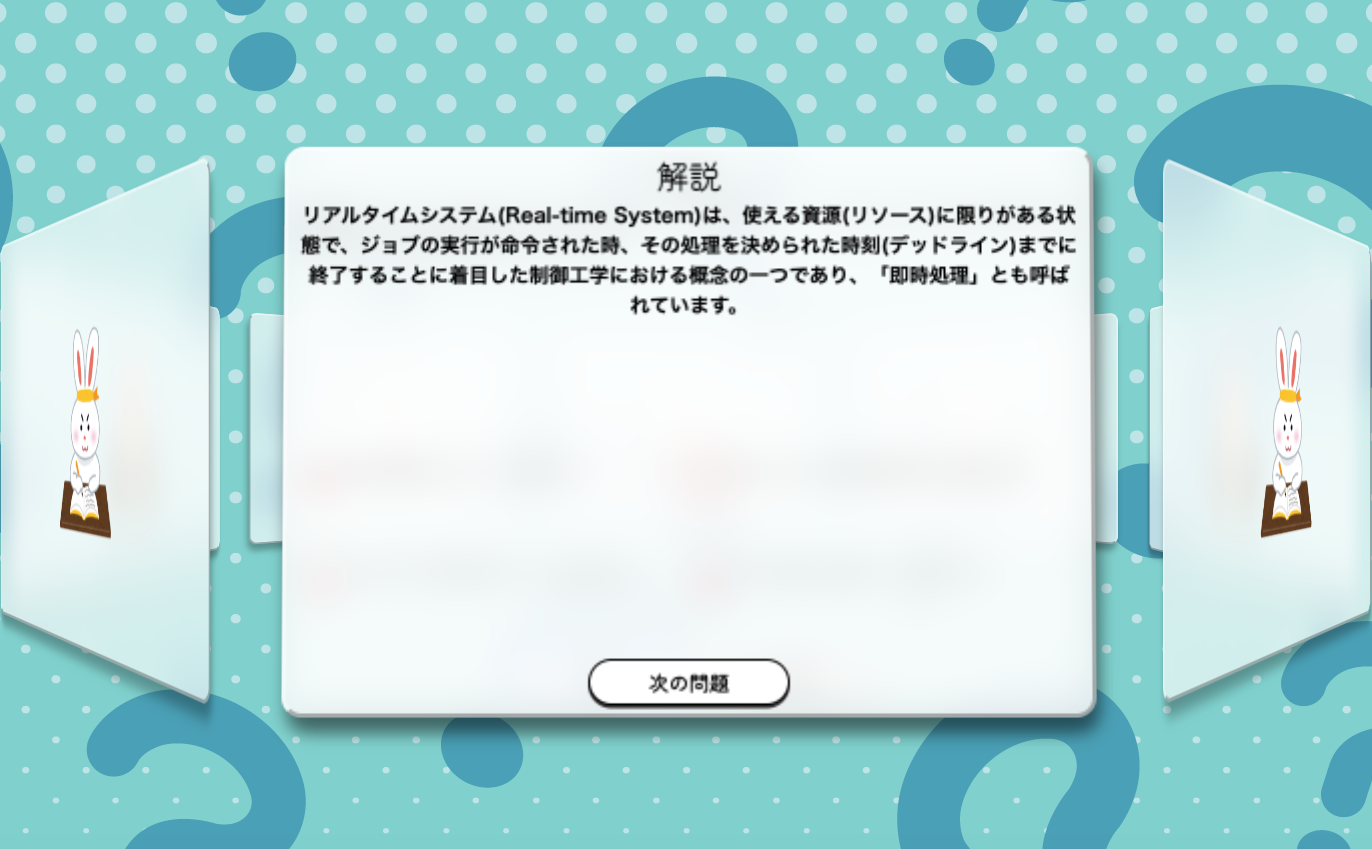 解説
リアルタイムシステム(Real-time System)は、使える資源(リソース)に限りがある状
態で、ジョブの実行が命令された時、その処理を決められた時刻(デッドライン)までに
終了することに着目した制御工学における概念の一つであり、「即時処理」とも呼ば
れています。
次の問題